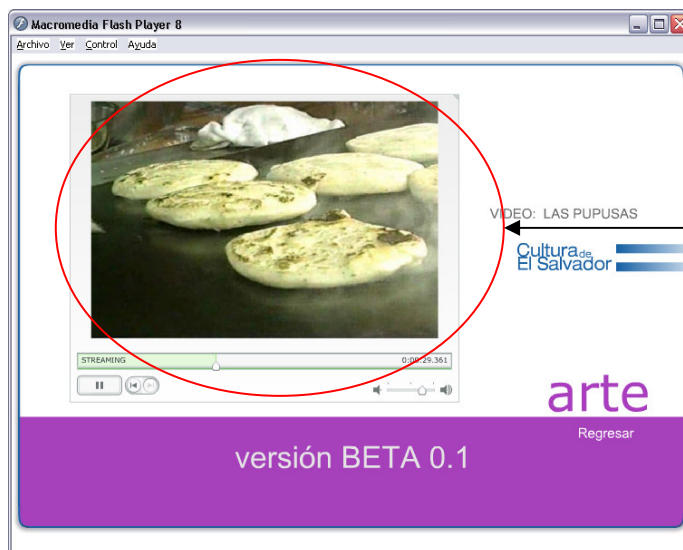 Macromedia Flash Player 8
Archivo Ver Control Ayuda
VIDEO: LAS PUPUSAS
Cultura de
El Salvador
STREAMING 0:00:29.361
arte
Regresar
versión BETA 0.1